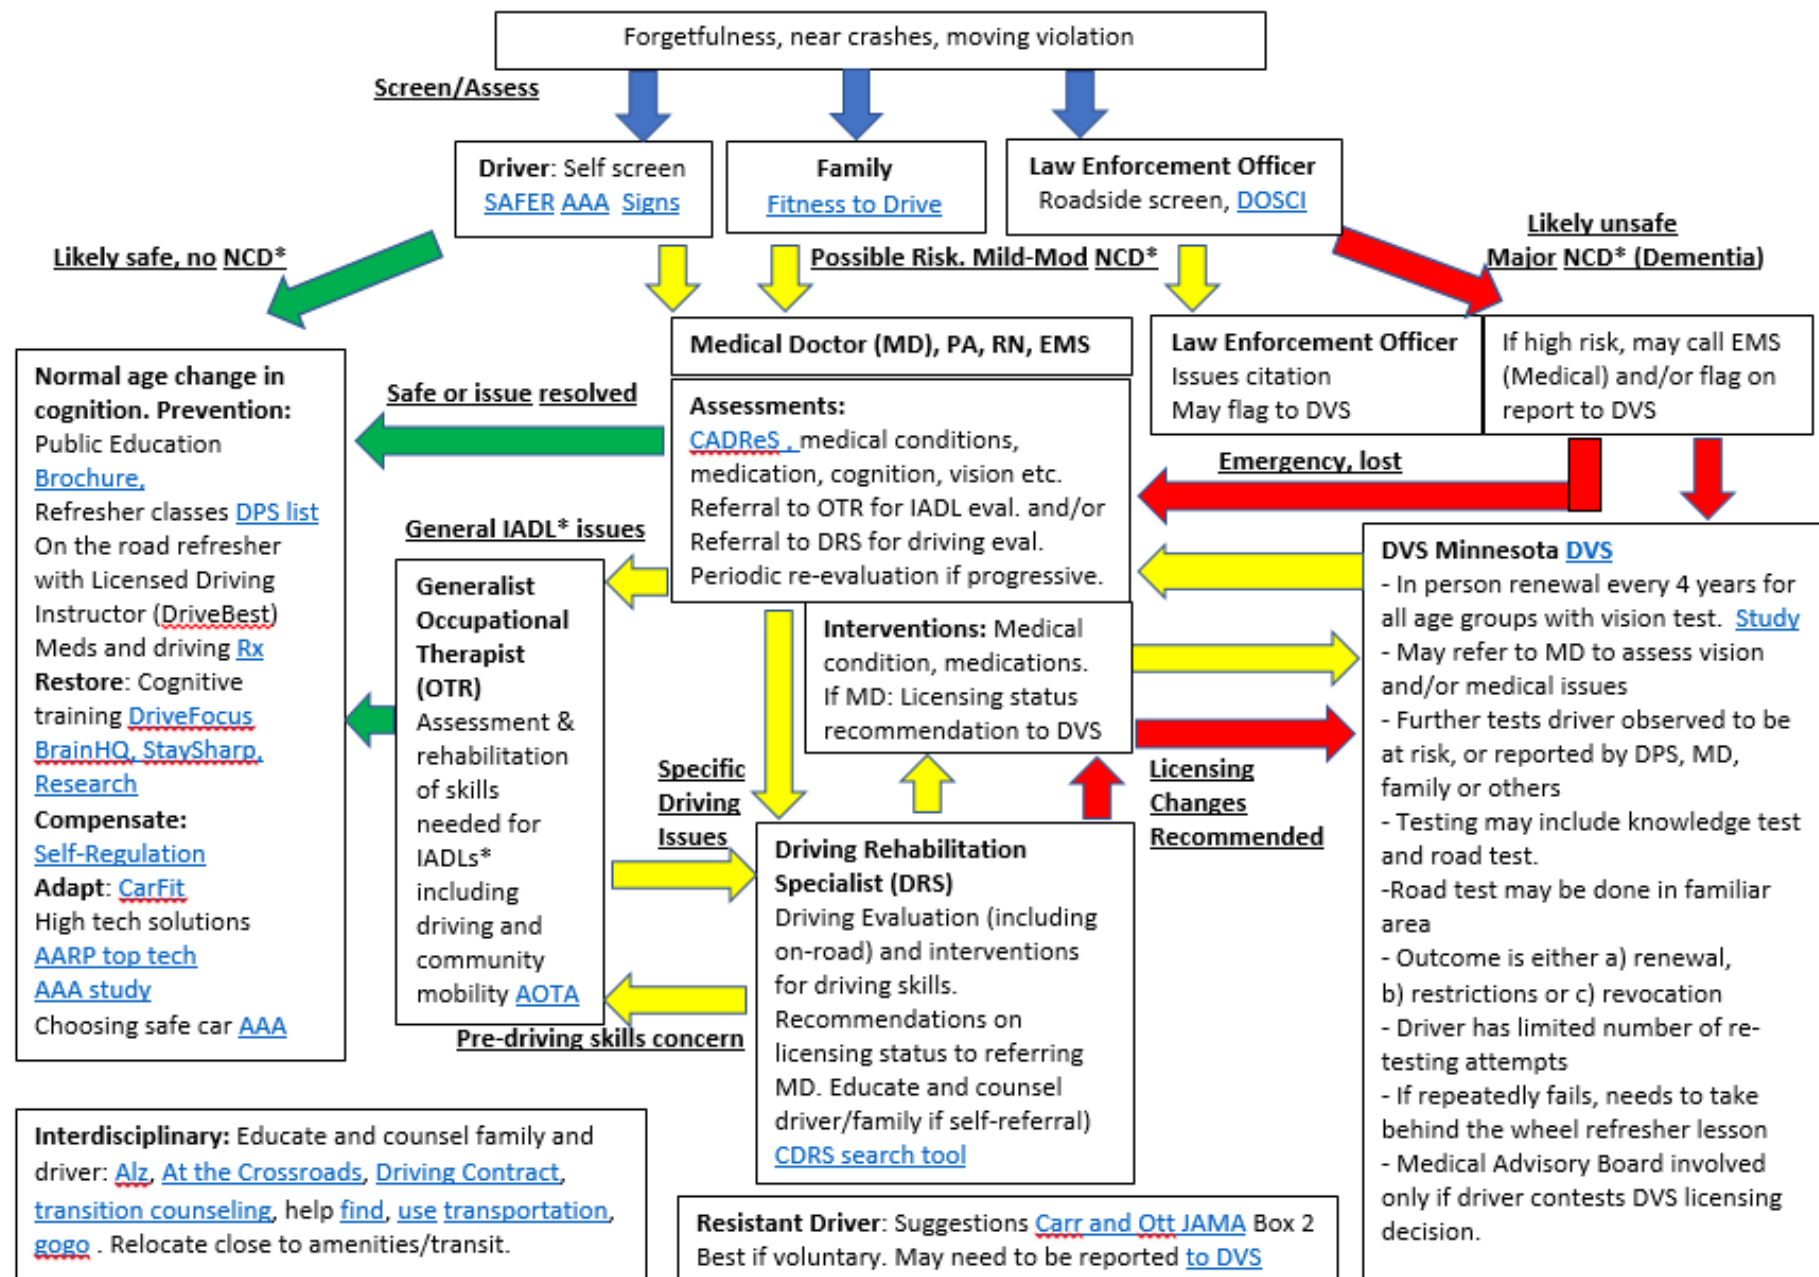 Forgetfulness, near crashes, moving violation
Screen/Assess
Driver: Self screen
SAFER AAA Signs
Family
Fitness to Drive
Law Enforcement Officer
Roadside screen, DOSCI
Likely safe, no NCD*
Possible Risk. Mild-Mod NCD*
Likely unsafe
Major NCD* (Dementia)
Normal age change in
cognition. Prevention:
Public Education
Brochure,
Refresher classes DPS list
On the road refresher
with Licensed Driving
Instructor (DriveBest)
Meds and driving Rx
Restore: Cognitive
training DriveFocus
BrainHQ, StaySharp,
Research
Compensate:
Self-Regulation
Adapt: CarFit
High tech solutions
AARP top tech
AAA study
Choosing safe car AAA
Safe or issue resolved
Medical Doctor (MD), PA, RN, EMS
Assessments:
CADReS , medical conditions,
medication, cognition, vision etc.
Referral to OTR for IADL eval. and/or
Referral to DRS for driving eval.
Periodic re-evaluation if progressive.
Interventions: Medical
condition, medications.
If MD: Licensing status
recommendation to DVS
Law Enforcement Officer
Issues citation
May flag to DVS
If high risk, may call EMS
(Medical) and/or flag on
report to DVS
Emergency, lost
General IADL* issues
Generalist
Occupational
Therapist
(OTR)
Assessment &
rehabilitation
of skills
needed for
IADLs*
including
driving and
community
mobility AOTA
Specific
Driving
Issues
Pre-driving skills concern
Licensing
Changes
Recommended
Driving Rehabilitation
Specialist (DRS)
Driving Evaluation (including
on-road) and interventions
for driving skills.
Recommendations on
licensing status to referring
MD. Educate and counsel
driver/family if self-referral)
CDRS search tool
DVS Minnesota DVS
- In person renewal every 4 years for
all age groups with vision test. Study
- May refer to MD to assess vision
and/or medical issues
- Further tests driver observed to be
at risk, or reported by DPS, MD,
family or others
- Testing may include knowledge test
and road test.
-Road test may be done in familiar
area
- Outcome is either a) renewal,
b) restrictions or c) revocation
- Driver has limited number of re-
testing attempts
- If repeatedly fails, needs to take
behind the wheel refresher lesson
- Medical Advisory Board involved
only if driver contests DVS licensing
decision.
Interdisciplinary: Educate and counsel family and
driver: Alz, At the Crossroads, Driving Contract,
transition counseling, help find, use transportation,
gogo . Relocate close to amenities/transit.
Resistant Driver: Suggestions Carr and Ott JAMA Box 2
Best if voluntary. May need to be reported to DVS